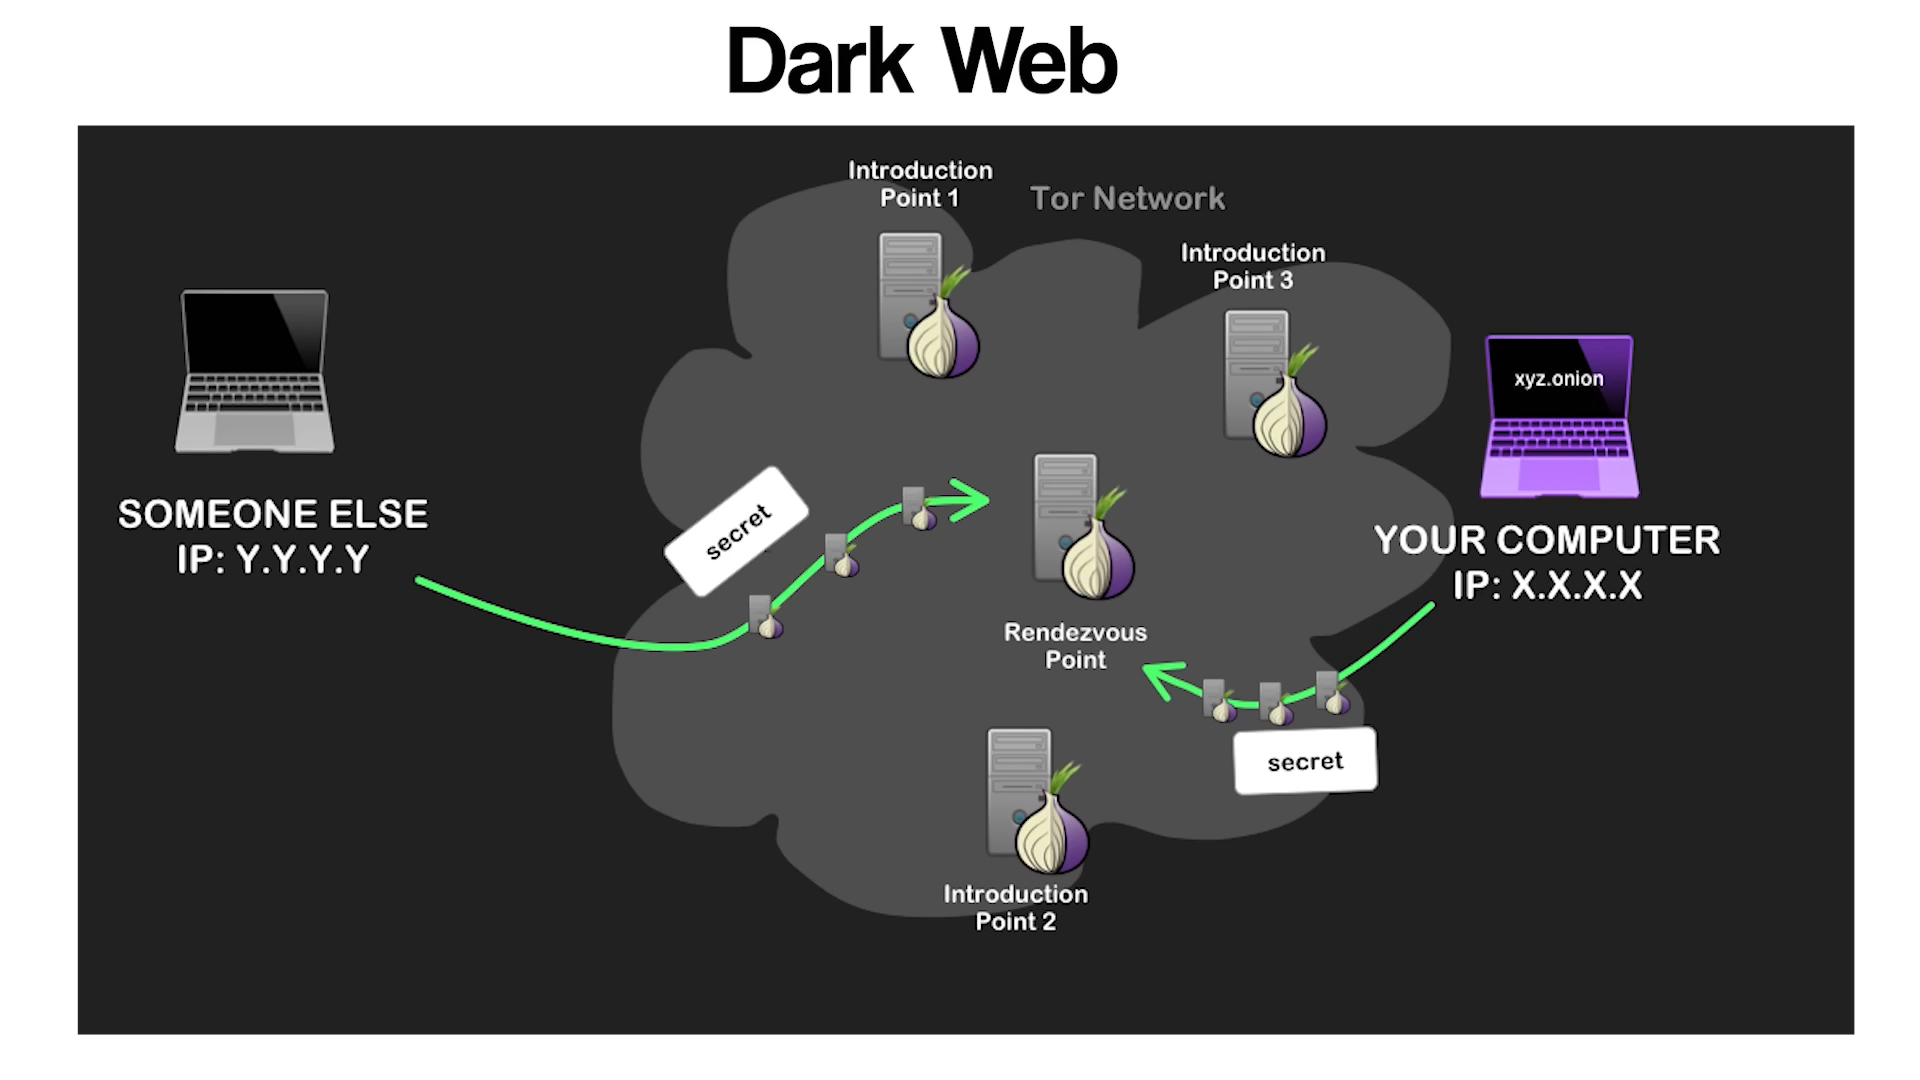 Dark Web
Introduction
Point 1
Tor Network
Introduction
Point 3
xyz.onion
SOMEONE ELSE
IP: Y.Y.Y.Y
secret
YOUR COMPUTER
IP: X.X.X.X
Rendezvous
Point
secret
Introduction
Point 2